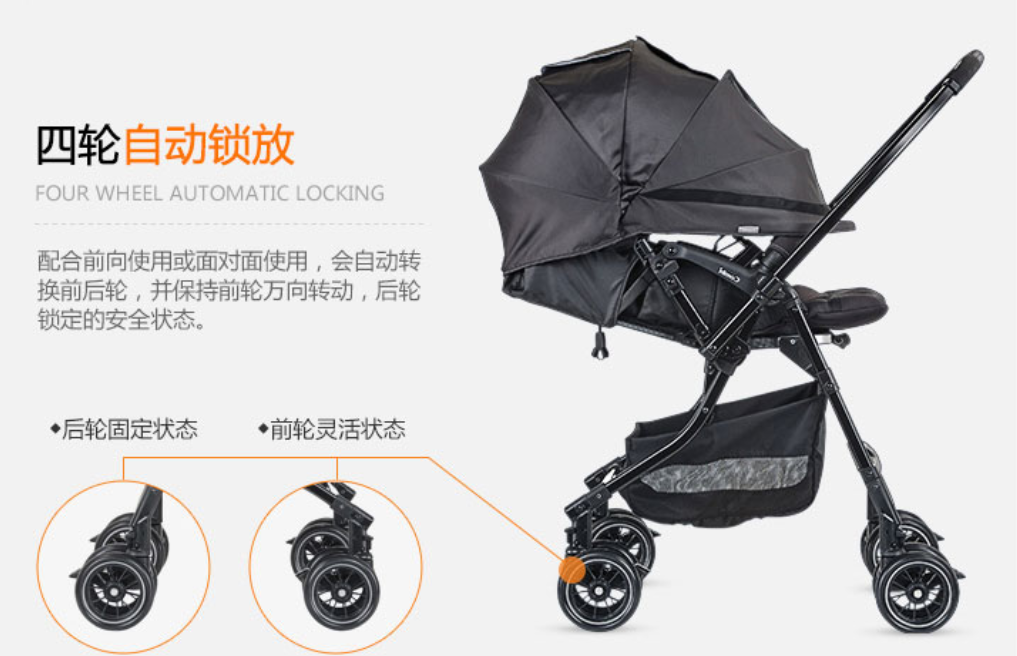 四轮自动锁放
FOUR WHEEL AUTOMATIC LOCKING
配合前向使用或面对面使用，会自动转
换前后轮，并保持前轮万向转动，后轮
锁定的安全状态。
◆后轮固定状态
◆前轮灵活状态
Combi